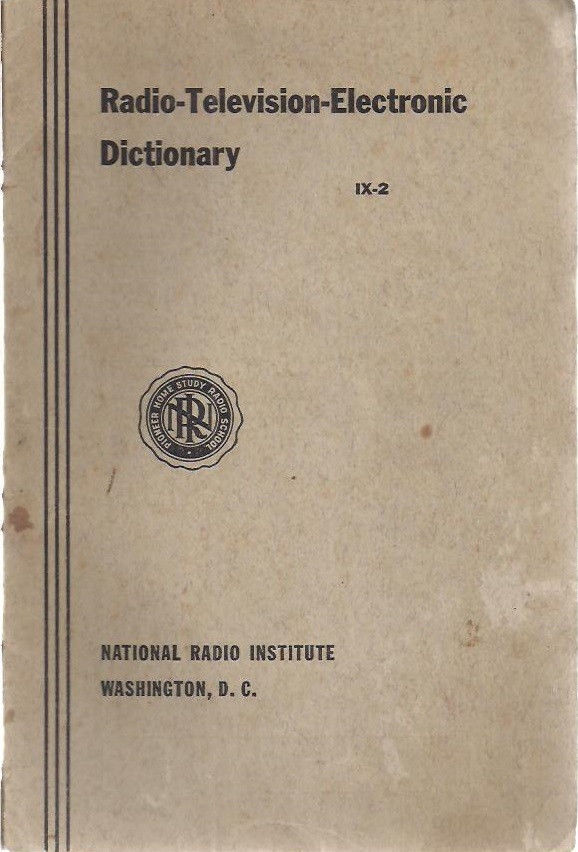 Radio-Television-Electronic
Dictionary
IX-2
PIONEER HOME STUDY RADIO SCHOOL
NRI
NATIONAL RADIO INSTITUTE
WASHINGTON, D. C.